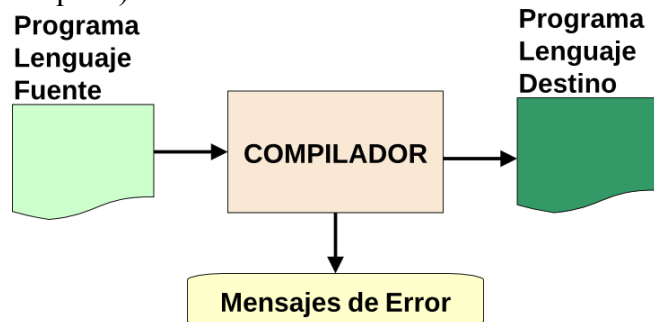 Programa
Lenguaje
Fuente
Programa
Lenguaje
Destino
COMPILADOR
Mensajes de Error